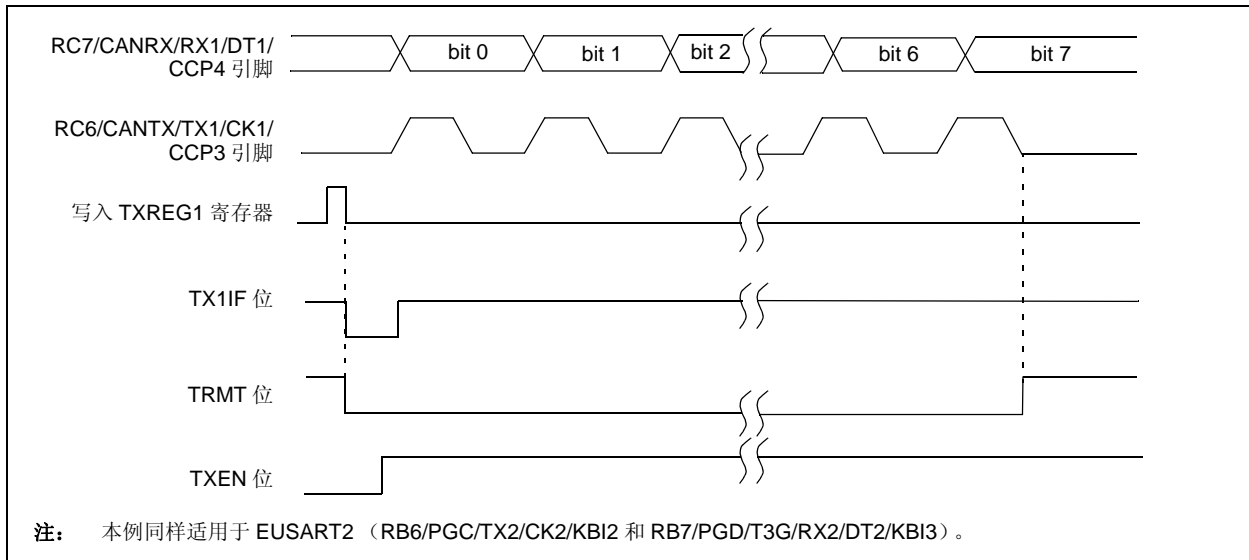 RC7/CANRX/RX1/DT1/
CCP4 引脚
bit 0
bit 1
bit 2
bit 6
bit 7
RC6/CANTX/TX1/CK1/
CCP3 引脚
写入 TXREG1 寄存器
TX1IF 位
TRMT 位
TXEN 位
注： 本例同样适用于 EUSART2 （RB6/PGC/TX2/CK2/KBI2 和 RB7/PGD/T3G/RX2/DT2/KBI3）。